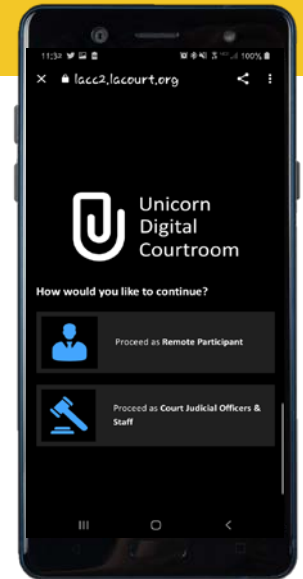 11:32
100%
lacc2.lacourt.org
Unicorn
Digital
Courtroom
How would you like to continue?
Proceed as Remote Participant
Proceed as Court Judicial Officers &
Staff